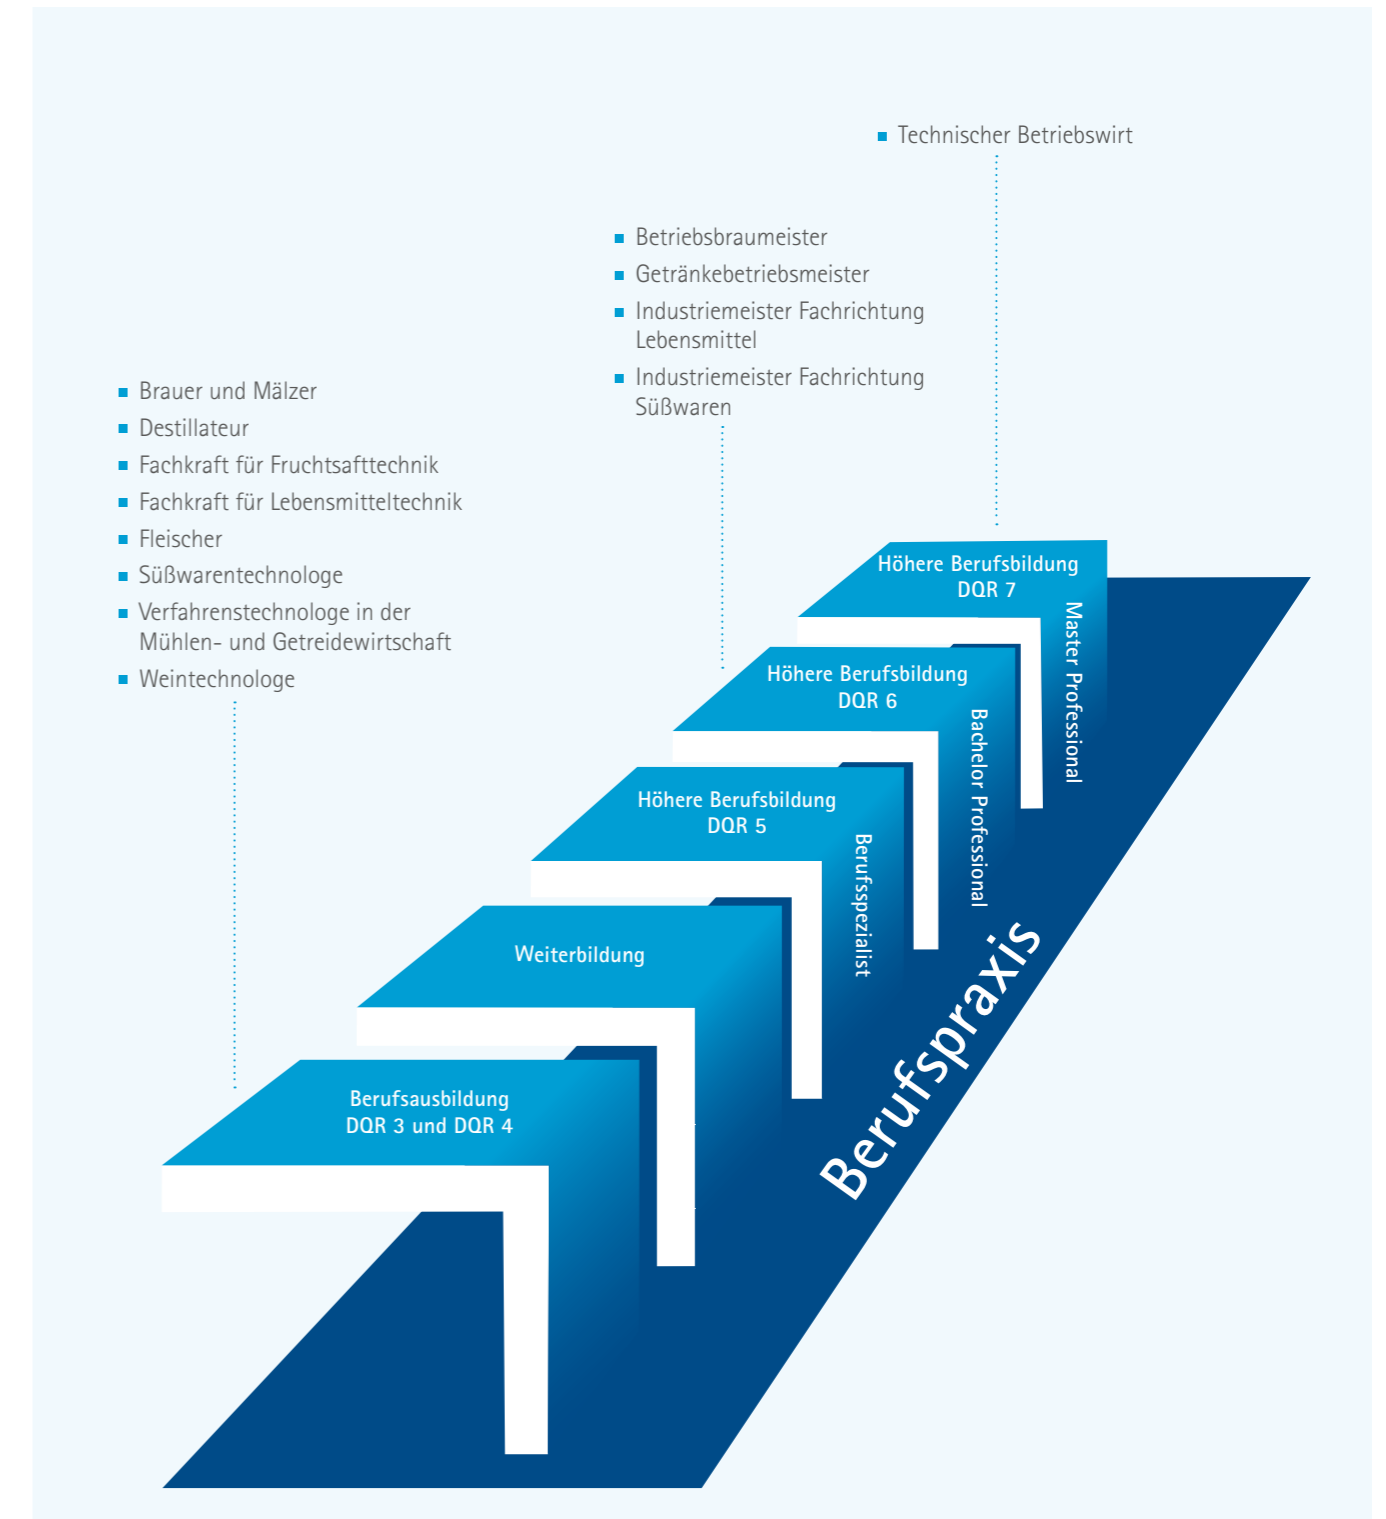 Technischer Betriebswirt
Betriebsbraumeister
Getränkebetriebsmeister
Industriemeister Fachrichtung
Lebensmittel
Industriemeister Fachrichtung
Süßwaren
Brauer und Mälzer
Destillateur
Fachkraft für Fruchtsafttechnik
Fachkraft für Lebensmitteltechnik
Fleischer
Süßwarentechnologe
Verfahrenstechnologe in der
Mühlen- und Getreidewirtschaft
Weintechnologe
Höhere Berufsbildung
DQR 7
Master Professional
Höhere Berufsbildung
DQR 6
Bachelor Professional
Höhere Berufsbildung
DQR 5
Berufsspezialist
Weiterbildung
Berufsausbildung
DQR 3 und DQR 4
Berufspraxis